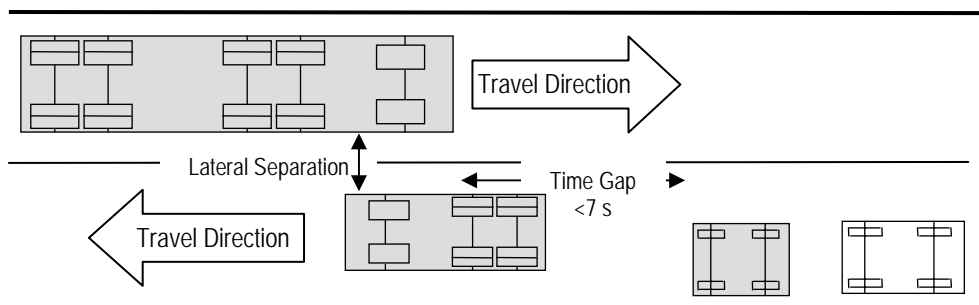 Travel Direction
Lateral Separation
Time Gap
<7 s
Travel Direction